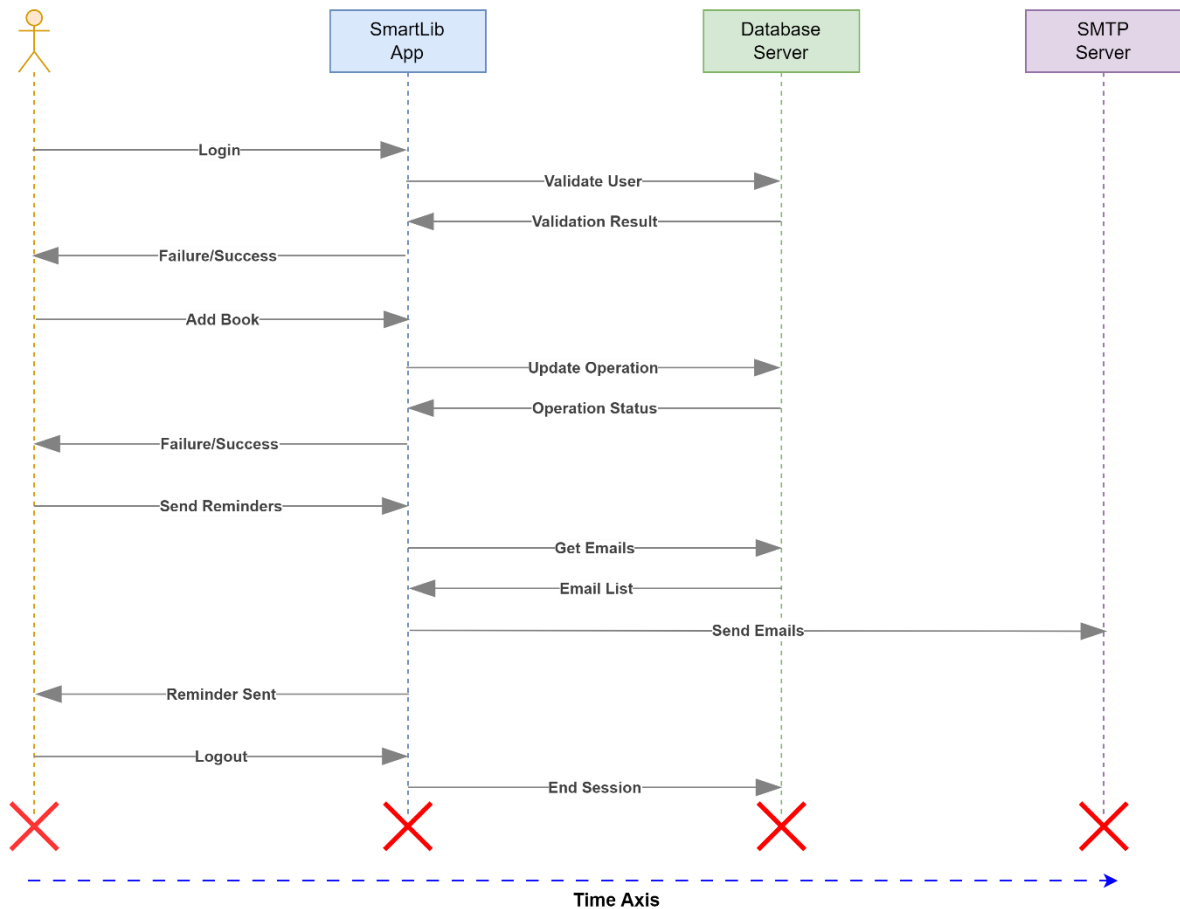 SmartLib
App
Database
Server
SMTP
Server
Login
Validate User
Validation Result
Failure/Success
Add Book
Update Operation
Operation Status
Failure/Success
Send Reminders
Get Emails
Email List
Send Emails
Reminder Sent
Logout
End Session
Time Axis